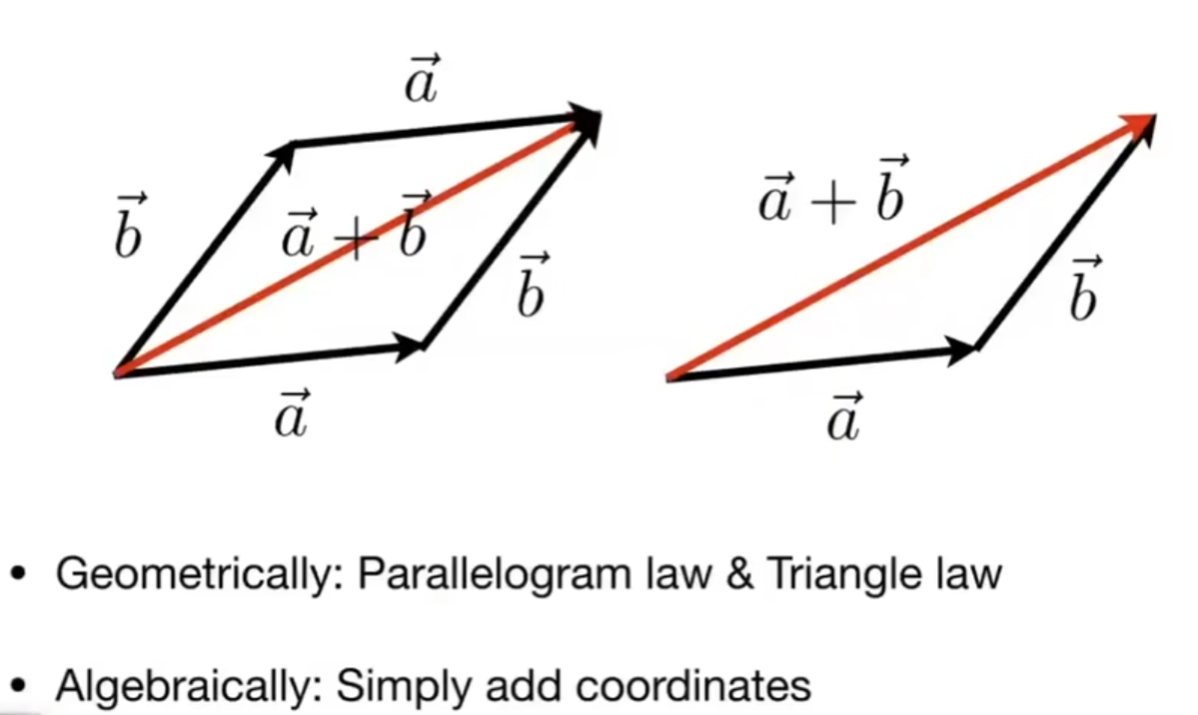 $\vec{a}$
$\vec{b}$
$\vec{a} + \vec{b}$
$\vec{b}$
$\vec{a}$
$\vec{a} + \vec{b}$
$\vec{b}$
$\vec{a}$
• Geometrically: Parallelogram law & Triangle law
• Algebraically: Simply add coordinates